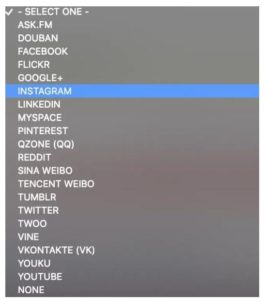 ✓ - SELECT ONE -
ASK.FM
DOUBAN
FACEBOOK
FLICKR
GOOGLE+
INSTAGRAM
LINKEDIN
MYSPACE
PINTEREST
QZONE (QQ)
REDDIT
SINA WEIBO
TENCENT WEIBO
TUMBLR
TWITTER
TWOO
VINE
VKONTAKTE (VK)
YOUKU
YOUTUBE
NONE